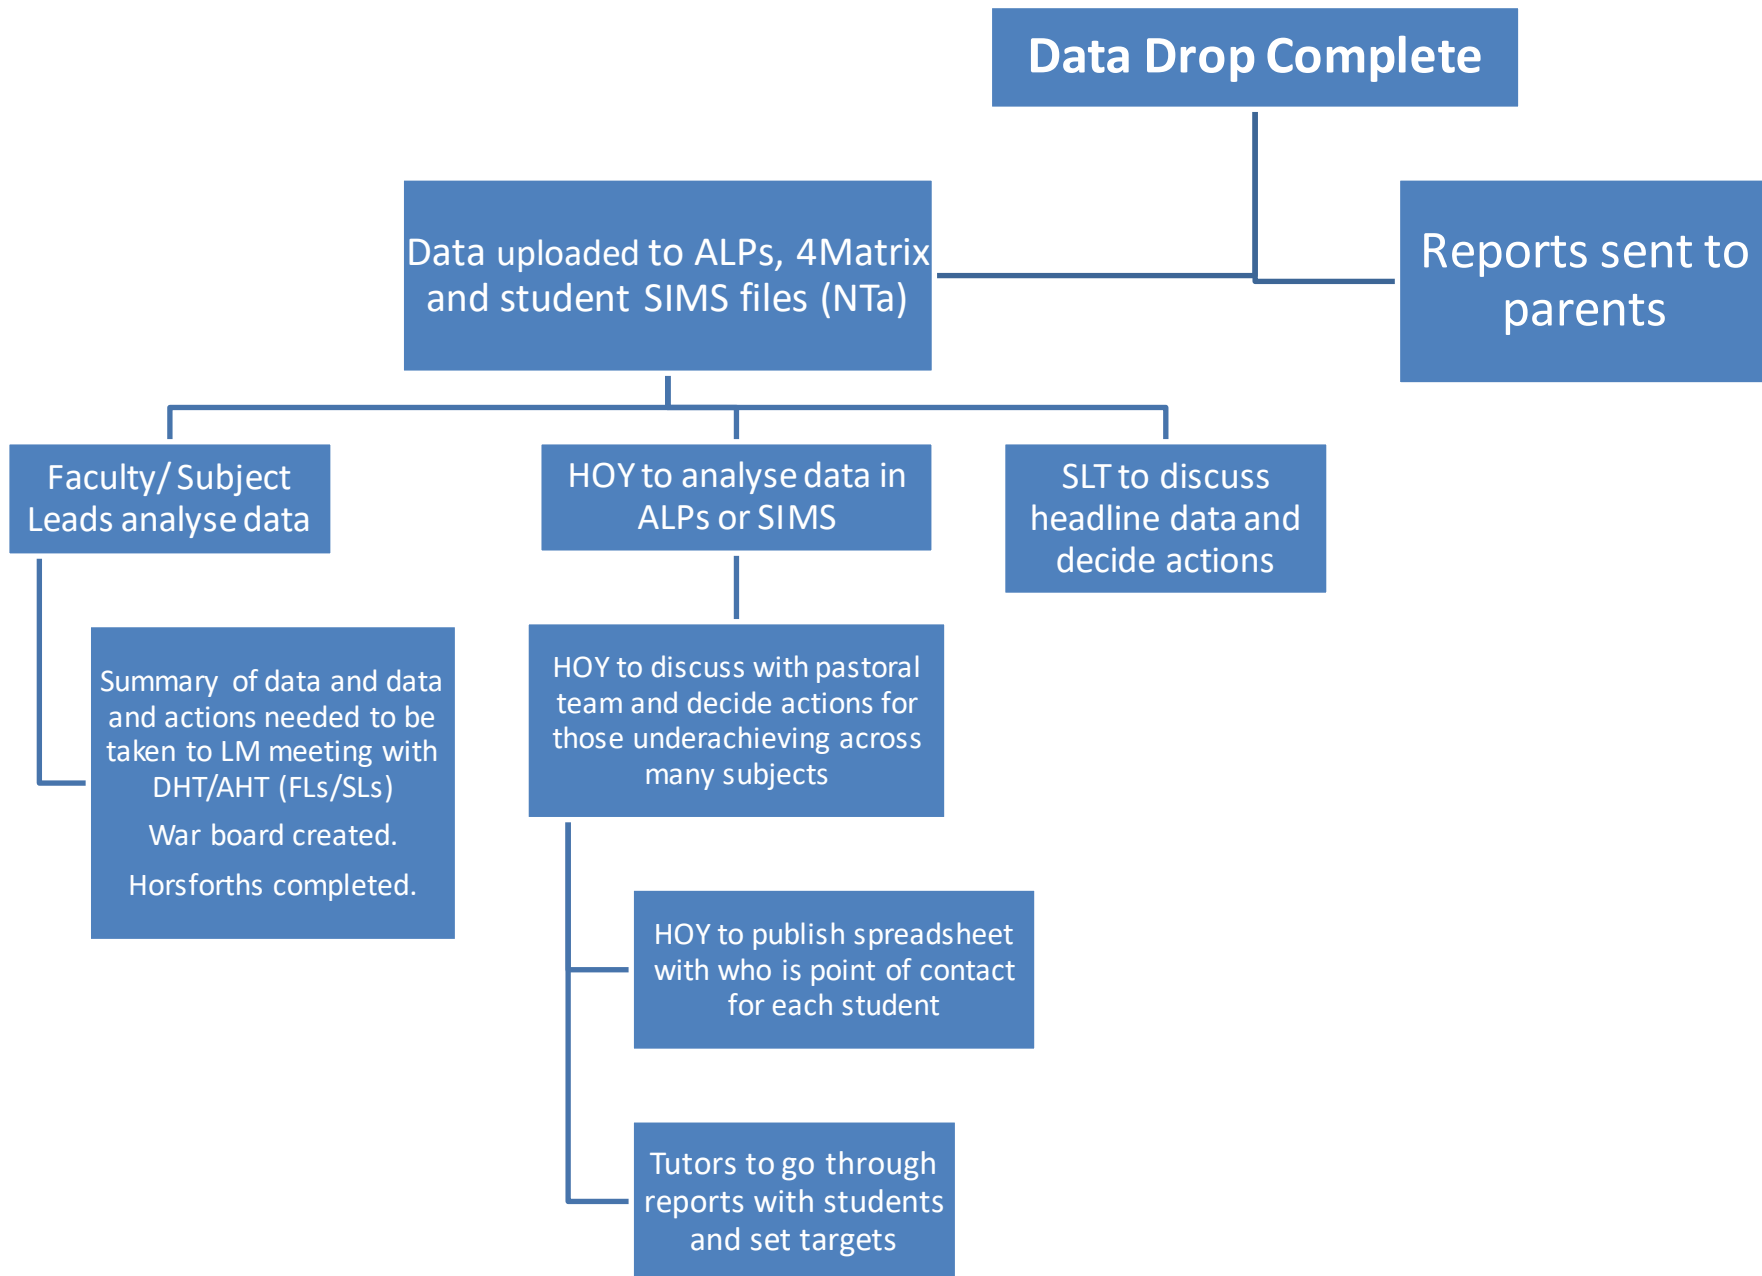 Data Drop Complete
Data uploaded to ALPs, 4Matrix
and student SIMS files (NTa)
Reports sent to
parents
Faculty/ Subject
Leads analyse data
HOY to analyse data in
ALPs or SIMS
SLT to discuss
headline data and
decide actions
Summary of data and data
and actions needed to be
taken to LM meeting with
DHT/AHT (FLs/SLs)
War board created.
Horsforths completed.
HOY to discuss with pastoral
team and decide actions for
those underachieving across
many subjects
HOY to publish spreadsheet
with who is point of contact
for each student
Tutors to go through
reports with students
and set targets